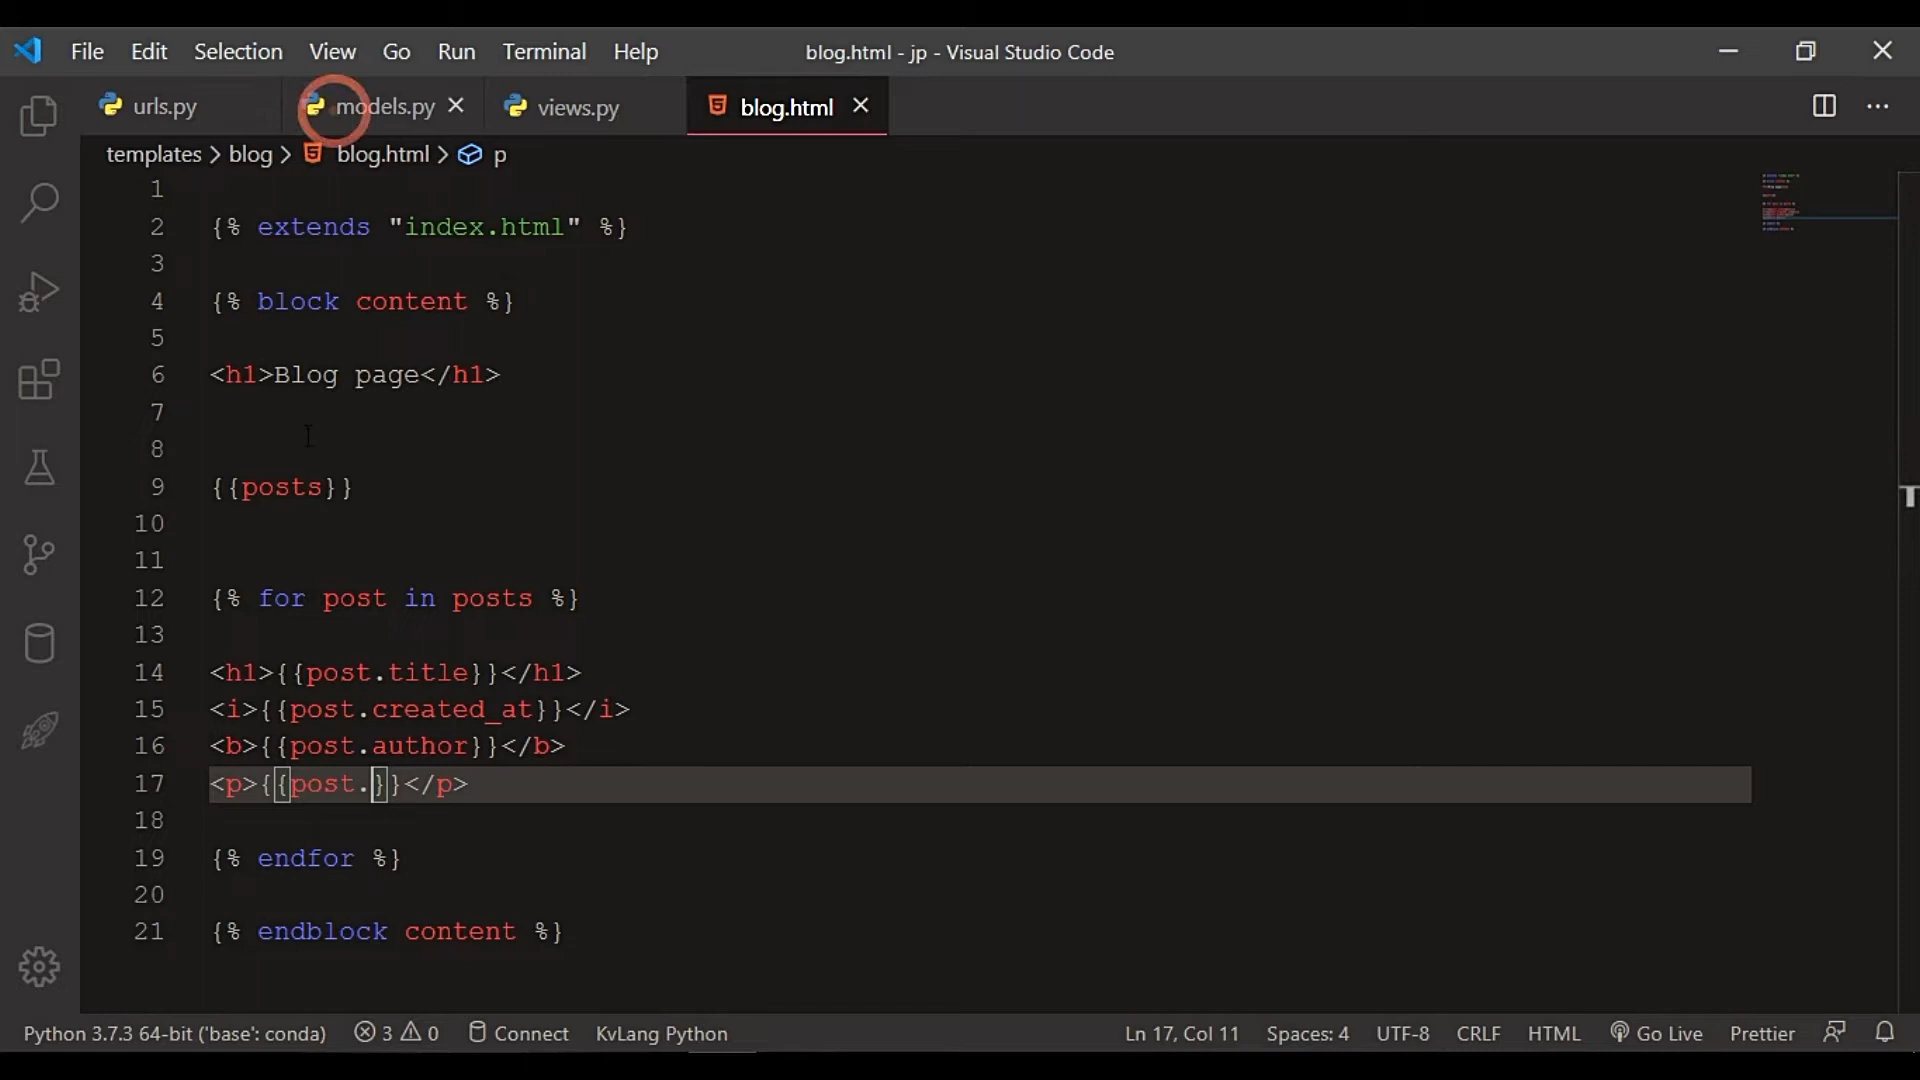 File Edit Selection View Go Run Terminal Help blog.html - jp - Visual Studio Code
urls.py models.py views.py blog.html
templates > blog > blog.html > p
1
2 {% extends "index.html" %}
3
4 {% block content %}
5
6 <h1>Blog page</h1>
7
8
9 {{posts}}
10
11
12 {% for post in posts %}
13
14 <h1>{{post.title}}</h1>
15 <i>{{post.created_at}}</i>
16 <b>{{post.author}}</b>
17 <p>{{post.}}</p>
18
19 {% endfor %}
20
21 {% endblock content %}
Python 3.7.3 64-bit ('base': conda) 3 0 Connect KvLang Python Ln 17, Col 11 Spaces: 4 UTF-8 CRLF HTML Go Live Prettier